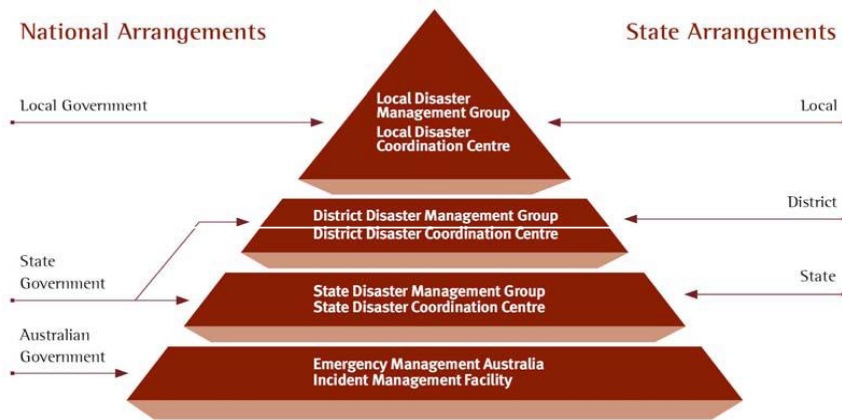 National Arrangements
State Arrangements
Local Government
Local Disaster
Management Group
Local Disaster
Coordination Centre
Local
District Disaster Management Group
District Disaster Coordination Centre
District
State
Government
State Disaster Management Group
State Disaster Coordination Centre
State
Australian
Government
Emergency Management Australia
Incident Management Facility